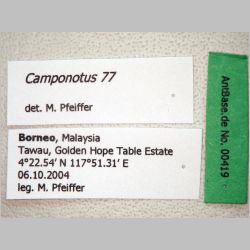 Camponotus 77
det. M. Pfeiffer
Borneo, Malaysia
Tawau, Golden Hope Table Estate
4°22.54’ N 117°51.31’ E
06.10.2004
leg. M. Pfeiffer
AntBase.de No. 00419